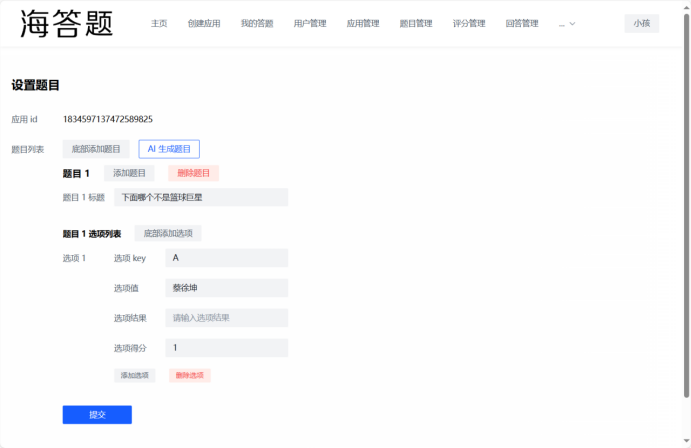 海答题 主页 创建应用 我的答题 用户管理 应用管理 题目管理 评分管理 回答管理 ... 小孩
设置题目
应用 id 1834597137472589825
题目列表 底部添加题目 AI 生成题目
题目 1 添加题目 删除题目
题目 1 标题 下面哪个不是篮球巨星
题目 1 选项列表 底部添加选项
选项 1 选项 key A
选项值 蔡徐坤
选项结果 请输入选项结果
选项得分 1
添加选项 删除选项
提交